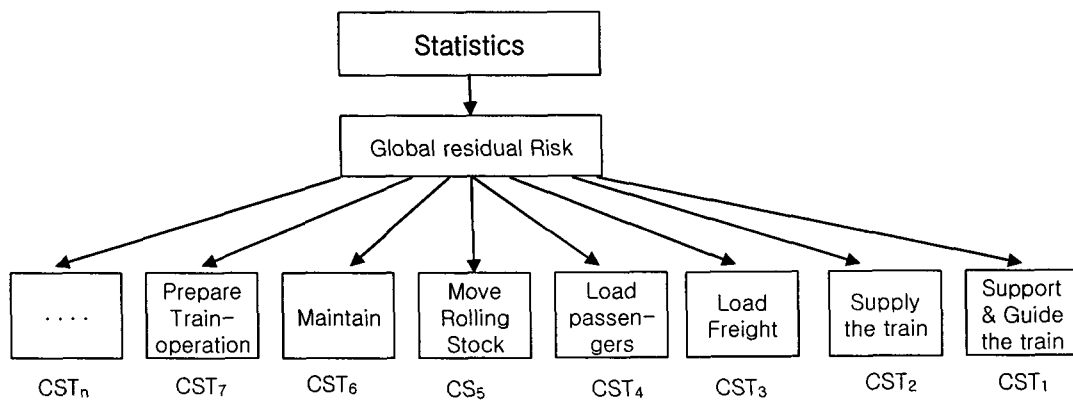 Statistics
Global residual Risk
....
Prepare
Train-
operation
Maintain
Move
Rolling
Stock
Load
passen-
gers
Load
Freight
Supply
the train
Support
& Guide
the train
CSTn
CST7
CST6
CS5
CST4
CST3
CST2
CST1